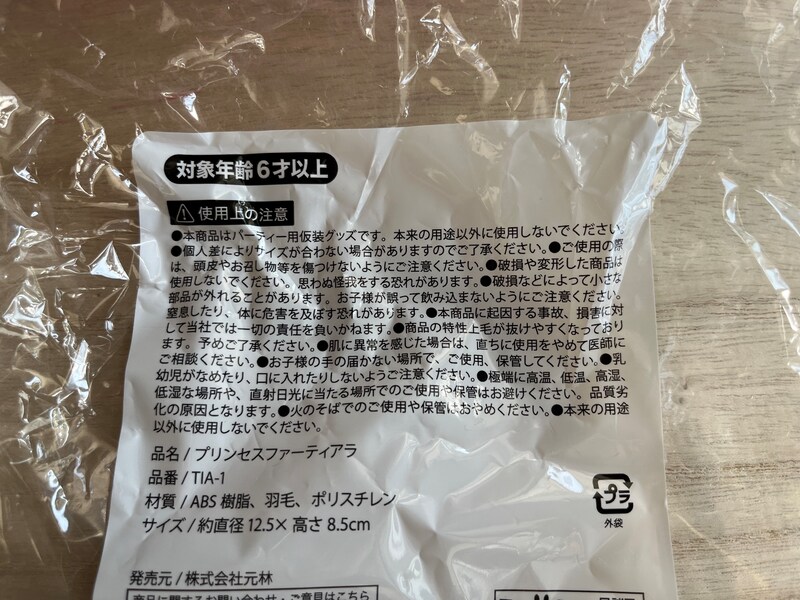 対象年齢6才以上
使用上の注意
●本商品はパーティー用仮装グッズです。本来の用途以外に使用しないでください。
●個人差によりサイズが合わない場合がありますのでご了承ください。●ご使用の際
は、頭皮やお召し物等を傷つけないようにご注意ください。●破損や変形した商品は
使用しないでください。思わぬ怪我をする恐れがあります。●破損などによって小さな
部品が外れることがあります。お子様が誤って飲み込まないようにご注意ください。
窒息したり、体に危害を及ぼす恐れがあります。●本商品に起因する事故、損害に対
して当社では一切の責任を負いかねます。●商品の特性上毛が抜けやすくなっており
ます。予めご了承ください。●肌に異常を感じた場合は、直ちに使用をやめて医師に
ご相談ください。●お子様の手の届かない場所で、ご使用、保管してください。●乳
幼児がなめたり、口に入れたりしないようご注意ください。●極端に高温、低温、高湿、
低湿な場所や、直射日光に当たる場所でのご使用や保管はお避けください。品質劣
化の原因となります。●火のそばでのご使用や保管はおやめください。●本来の用途
以外に使用しないでください。
品名/プリンセスファーティアラ
品番/TIA-1
材質/ABS樹脂、羽毛、ポリスチレン
サイズ/約直径12.5×高さ8.5cm
プラ
外袋
発売元/株式会社元林
商品に関するお問い合わせ・ご意見はこちら